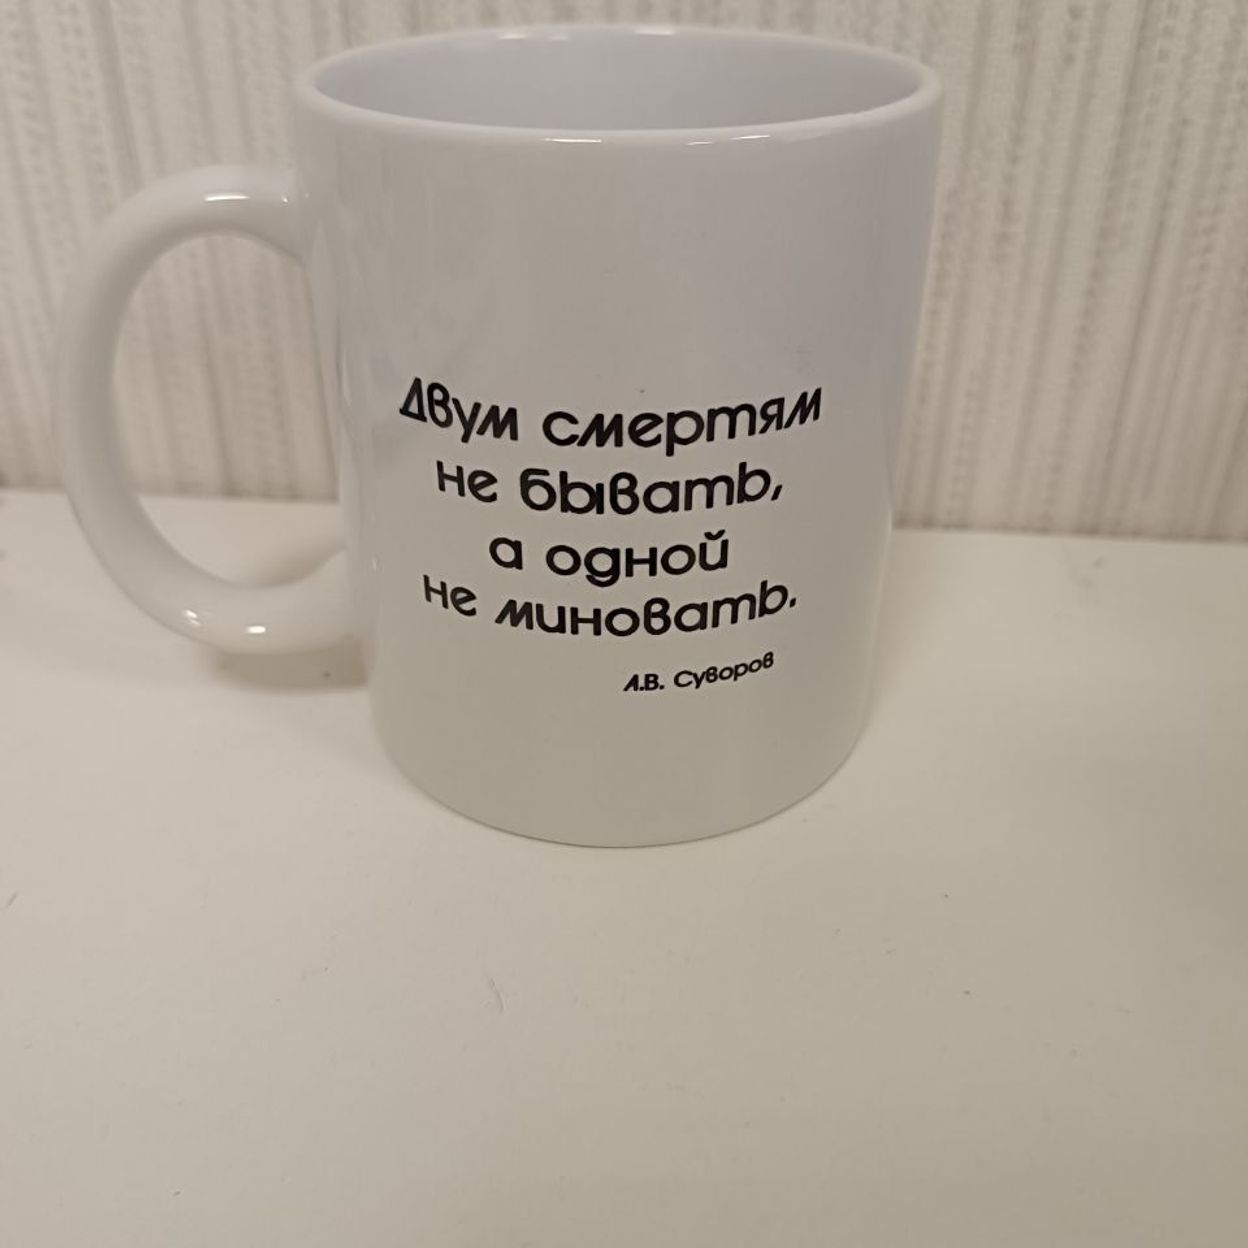 Двум смертям
не бывать,
а одной
не миновать.
А.В. Суворов